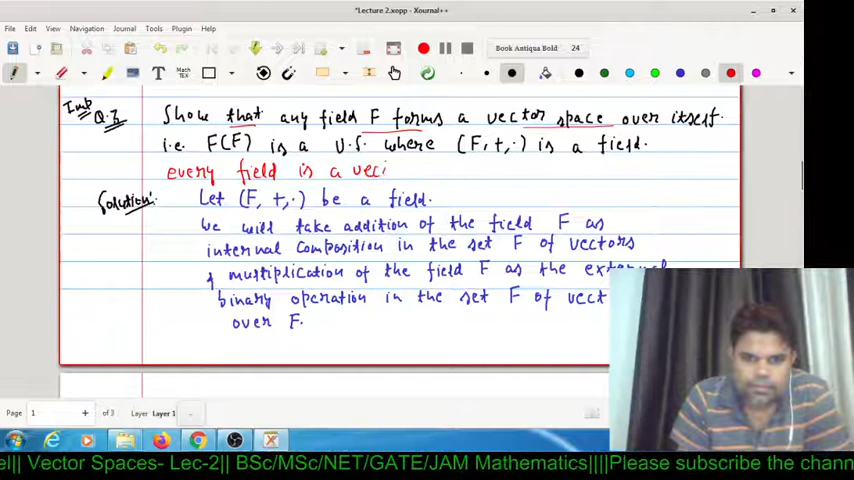 *Lecture 2.xopp - Xournal++
File Edit View Navigation Journal Tools Plugin Help
Book Antiqua Bold 24
Imp
Q.3 Show that any field F forms a vector space over itself.
i.e. F(F) is a V.S. where (F,+,·) is a field.
every field is a vec
Solution: Let (F, +, ·) be a field.
We will take addition of the field F as
internal composition in the set F of vectors
& multiplication of the field F as the external
binary operation in the set F of vect
over F.
Page 1 of 3 Layer Layer 1
el|| Vector Spaces- Lec-2|| BSc/MSc/NET/GATE/JAM Mathematics||||Please subscribe the chann